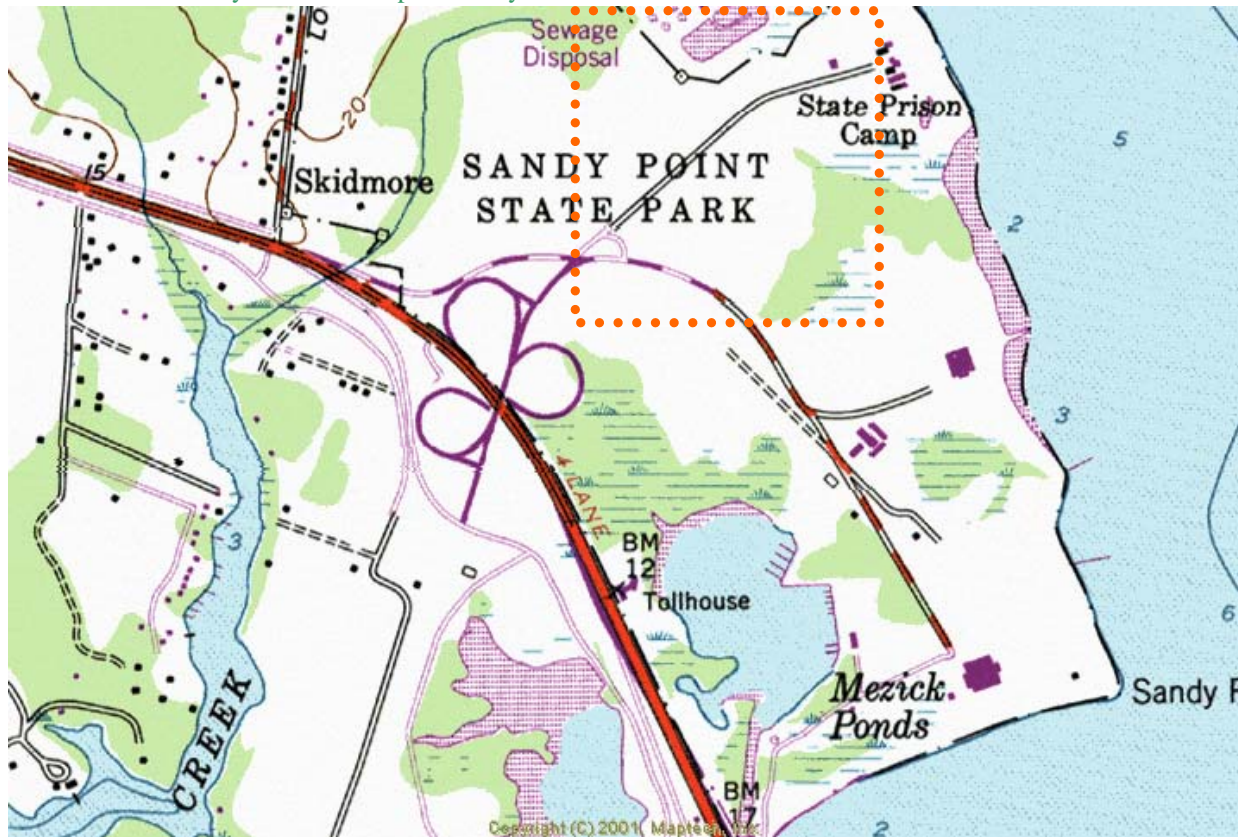 Sewage
Disposal
State Prison
Camp
5
20
15
Skidmore
SANDY POINT
STATE PARK
2
3
4 LANE
3
BM
12
Tollhouse
6
Mezick
Ponds
Sandy
CREEK
BM
17
2
Copyright (C) 2001, Maptech, Inc.